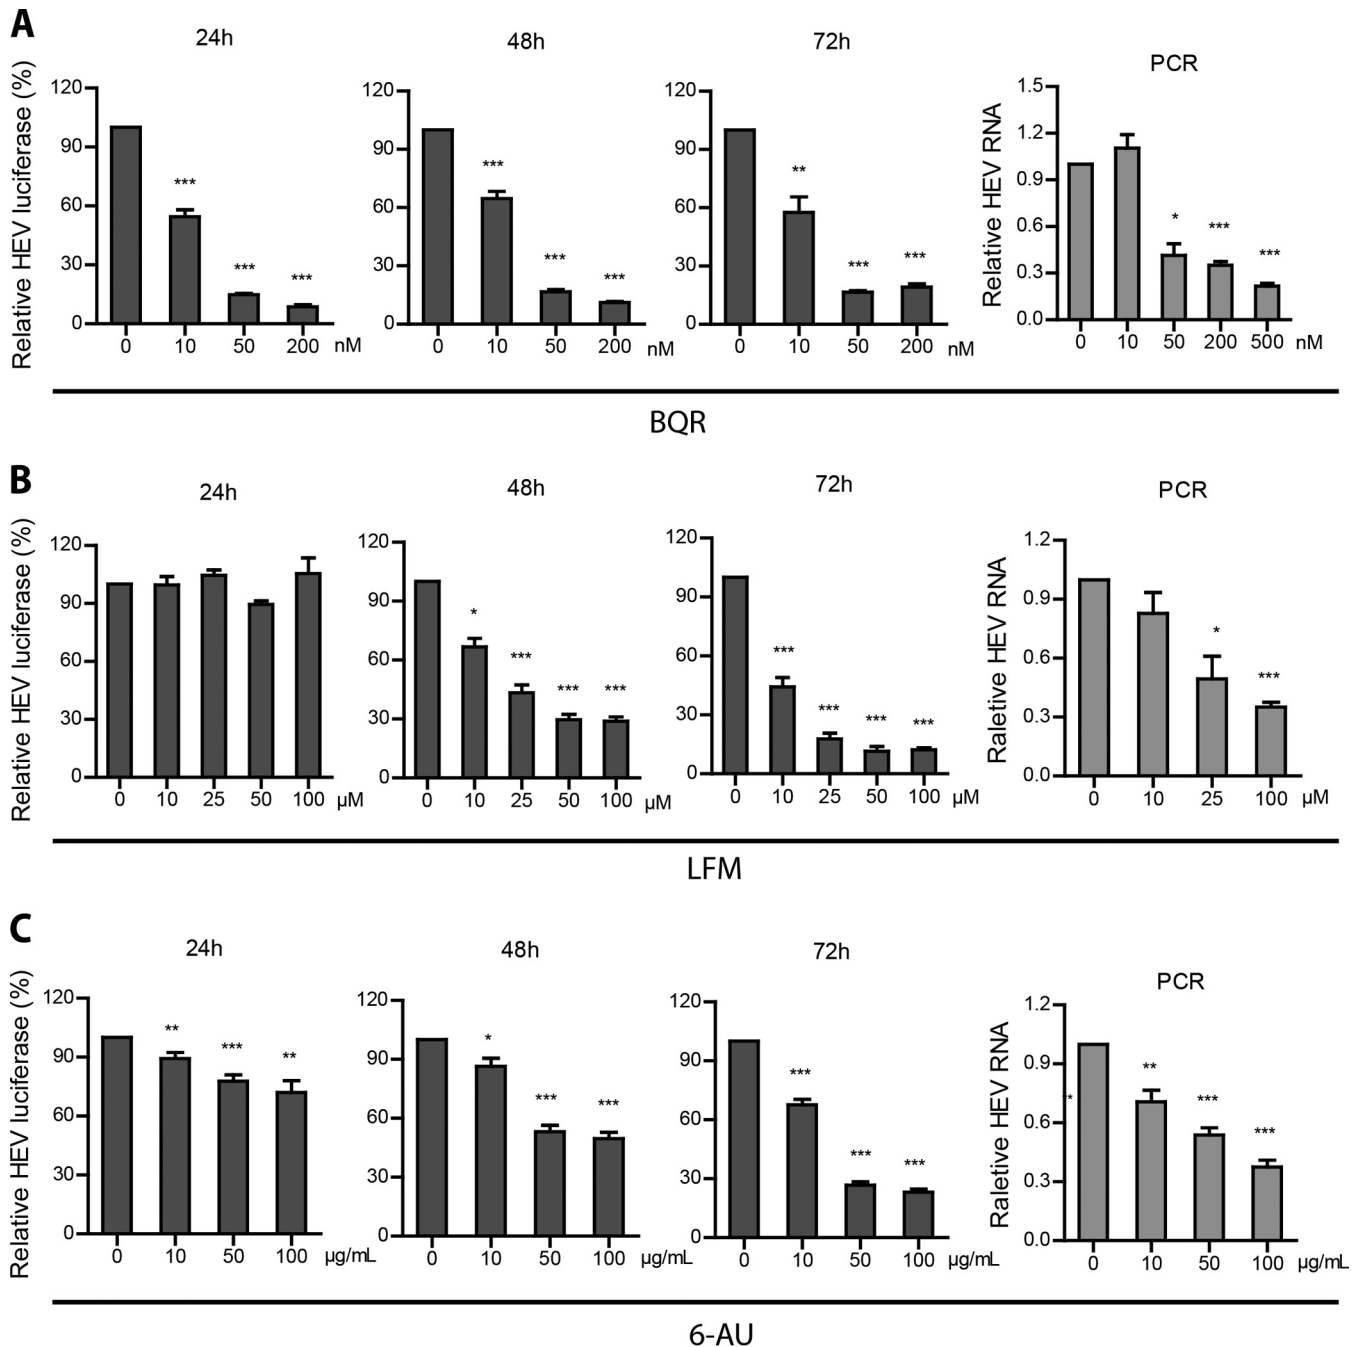 A
24h
48h
72h
PCR
Relative HEV luciferase (%)
120
90
60
30
0
***
***
***
0 10 50 200 nM
120
90
60
30
0
***
***
***
0 10 50 200 nM
120
90
60
30
0
**
***
***
0 10 50 200 nM
Relative HEV RNA
1.5
1.2
0.9
0.6
0.3
0.0
*
***
***
0 10 50 200 500 nM
BQR
B
24h
48h
72h
PCR
Relative HEV luciferase (%)
120
90
60
30
0
0 10 25 50 100 µM
120
90
60
30
0
*
***
***
***
0 10 25 50 100 µM
120
90
60
30
0
***
***
***
***
0 10 25 50 100 µM
Raletive HEV RNA
1.2
0.9
0.6
0.3
0.0
*
***
0 10 25 100 µM
LFM
C
24h
48h
72h
PCR
Relative HEV luciferase (%)
120
90
60
30
0
**
***
**
0 10 50 100 µg/mL
120
90
60
30
0
*
***
***
0 10 50 100 µg/mL
120
90
60
30
0
***
***
***
0 10 50 100 µg/mL
Raletive HEV RNA
1.2
0.9
0.6
0.3
0.0
**
**
***
***
0 10 50 100 µg/mL
6-AU